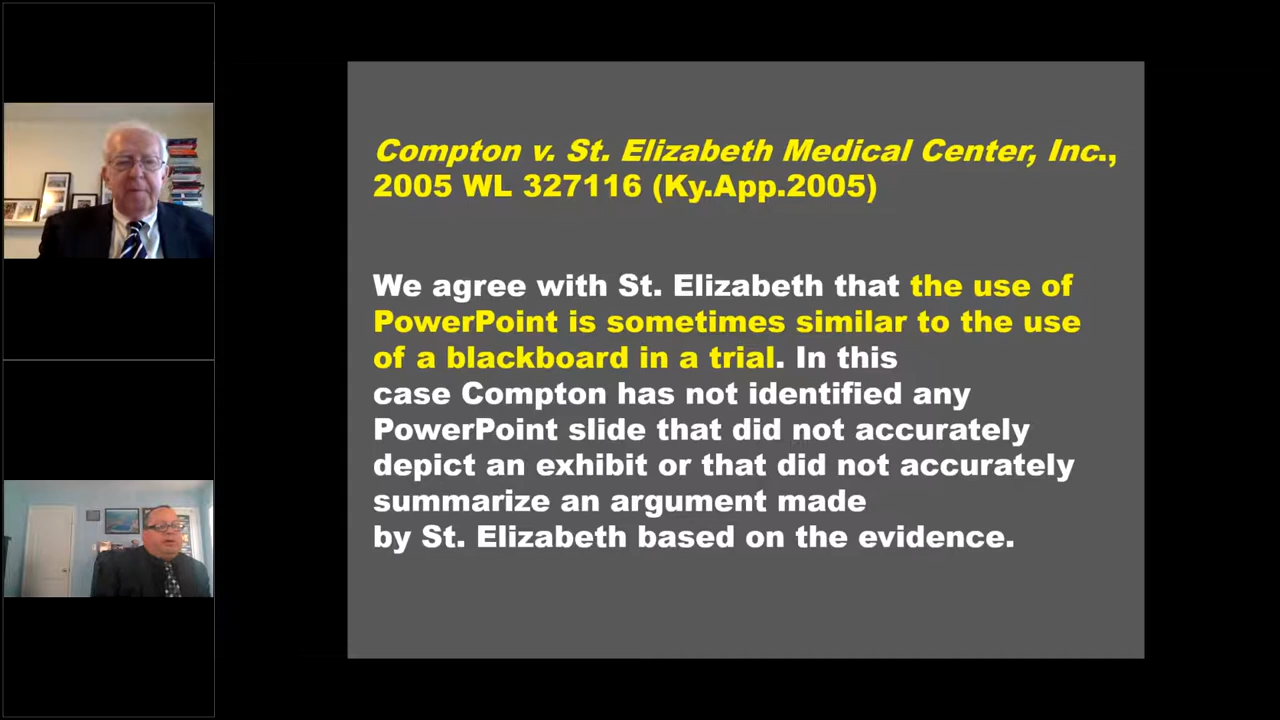 Compton v. St. Elizabeth Medical Center, Inc.,
2005 WL 327116 (Ky.App.2005)
We agree with St. Elizabeth that the use of
PowerPoint is sometimes similar to the use
of a blackboard in a trial. In this
case Compton has not identified any
PowerPoint slide that did not accurately
depict an exhibit or that did not accurately
summarize an argument made
by St. Elizabeth based on the evidence.